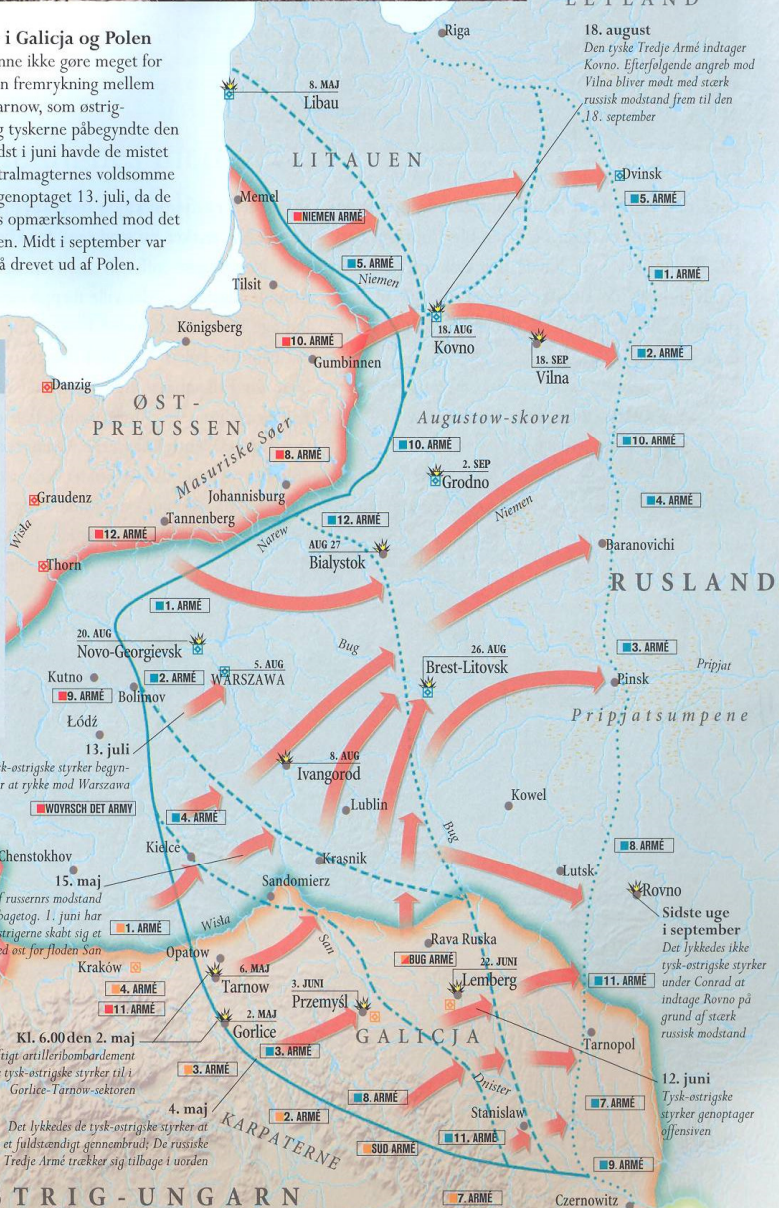 LETLAND
Riga
18. august
Den tyske Tredje Armé indtager
Kovno. Efterfølgende angreb mod
Vilna bliver mødt med stærk
russisk modstand frem til den
18. september
i Galicja og Polen
nne ikke gøre meget for
n fremrykning mellem
arnow, som østrig-
g tyskerne påbegyndte den
dst i juni havde de mistet
tralmagternes voldsomme
genoptaget 13. juli, da de
s opmærksomhed mod det
en. Midt i september var
å drevet ud af Polen.
8. MAJ
Libau
LITAUEN
Dvinsk
5. ARMÉ
Memel
NIEMEN ARMÉ
5. ARMÉ
Niemen
1. ARMÉ
Tilsit
Königsberg
18. AUG
Kovno
10. ARMÉ
Gumbinnen
18. SEP
Vilna
2. ARMÉ
Danzig
ØST-
PREUSSEN
Augustow-skoven
Masuriske Søer
8. ARMÉ
10. ARMÉ
10. ARMÉ
2. SEP
Grodno
Johannisburg
Graudenz
Wisła
4. ARMÉ
Niemen
Tannenberg
12. ARMÉ
12. ARMÉ
Narew
AUG 27
Bialystok
Baranovichi
Thorn
RUSLAND
1. ARMÉ
20. AUG
Novo-Georgievsk
Bug
26. AUG
Brest-Litovsk
3. ARMÉ
Pripjat
5. AUG
WARSZAWA
2. ARMÉ
Kutno
9. ARMÉ
Bolimov
Pinsk
Pripjatsumpene
Łódź
13. juli
sk-østrigske styrker begyn-
r at rykke mod Warszawa
8. AUG
Ivangorod
WOYRSCH DET ARMY
4. ARMÉ
Lublin
Kowel
Bug
8. ARMÉ
Kielce
Chenstokhov
Krasnik
Lutsk
15. maj
f russernrs modstand
bagetog. 1. juni har
strigerne skabt sig et
ed øst for floden San
Sandomierz
Rovno
Sidste uge
i september
Det lykkedes ikke
tysk-østrigske styrker
under Conrad at
indtage Rovno på
grund af stærk
russisk modstand
1. ARMÉ
Wisła
San
Rava Ruska
BUG ARMÉ
22. JUNI
Lemberg
Opatow
Kraków
6. MAJ
Tarnow
4. ARMÉ
11. ARMÉ
3. JUNI
Przemyśl
11. ARMÉ
2. MAJ
Gorlice
GALICJA
Kl. 6.00 den 2. maj
tigt artilleribombardement
tysk-østrigske styrker til i
Gorlice-Tarnow-sektoren
3. ARMÉ
3. ARMÉ
Tarnopol
12. juni
Tysk-østrigske
styrker genoptager
offensiven
Dnister
8. ARMÉ
7. ARMÉ
Stanislaw
11. ARMÉ
4. maj
Det lykkedes de tysk-østrigske styrker at
et fuldstændigt gennembrud; De russiske
Tredje Armé trækker sig tilbage i uorden
KARPATERNE
2. ARMÉ
SUD ARMÉ
9. ARMÉ
7. ARMÉ
Czernowitz
STRIG-UNGARN